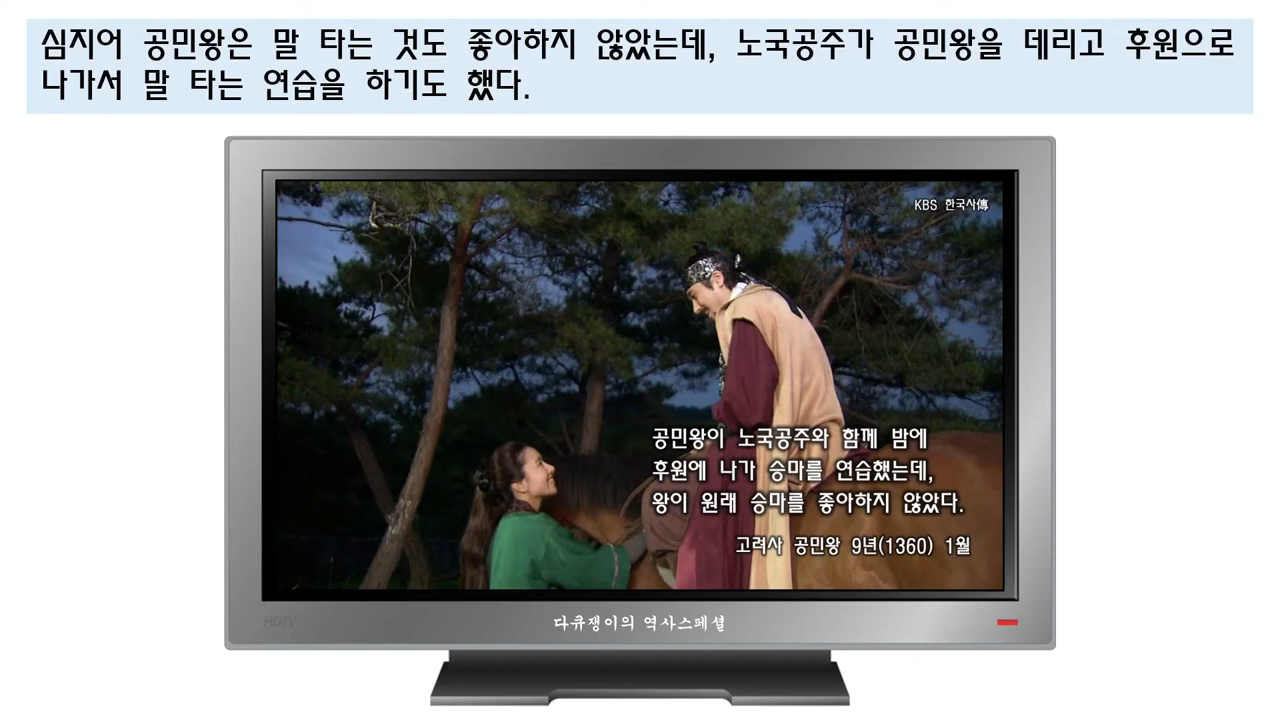 심지어 공민왕은 말 타는 것도 좋아하지 않았는데, 노국공주가 공민왕을 데리고 후원으로
나가서 말 타는 연습을 하기도 했다.
KBS 한국사傳
공민왕이 노국공주와 함께 밤에
후원에 나가 승마를 연습했는데,
왕이 원래 승마를 좋아하지 않았다.
고려사 공민왕 9년(1360) 1월
HDTV
다큐쟁이의 역사스페셜